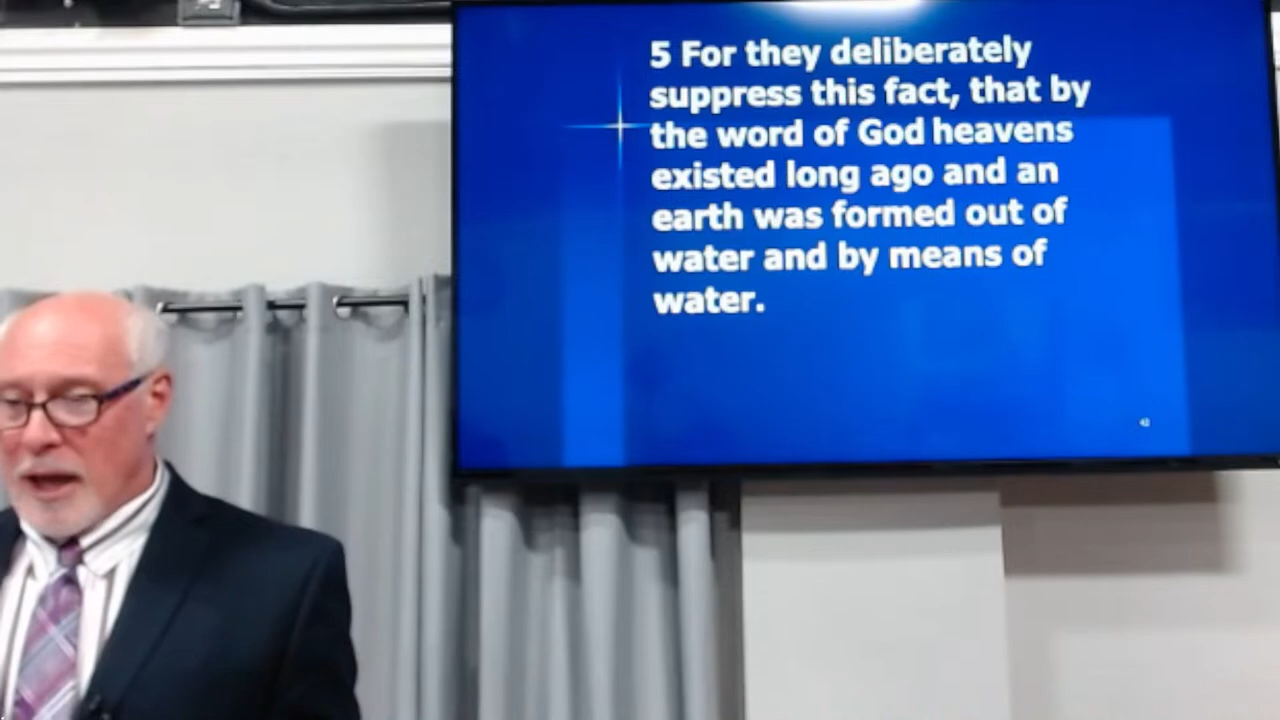 5 For they deliberately
suppress this fact, that by
the word of God heavens
existed long ago and an
earth was formed out of
water and by means of
water.